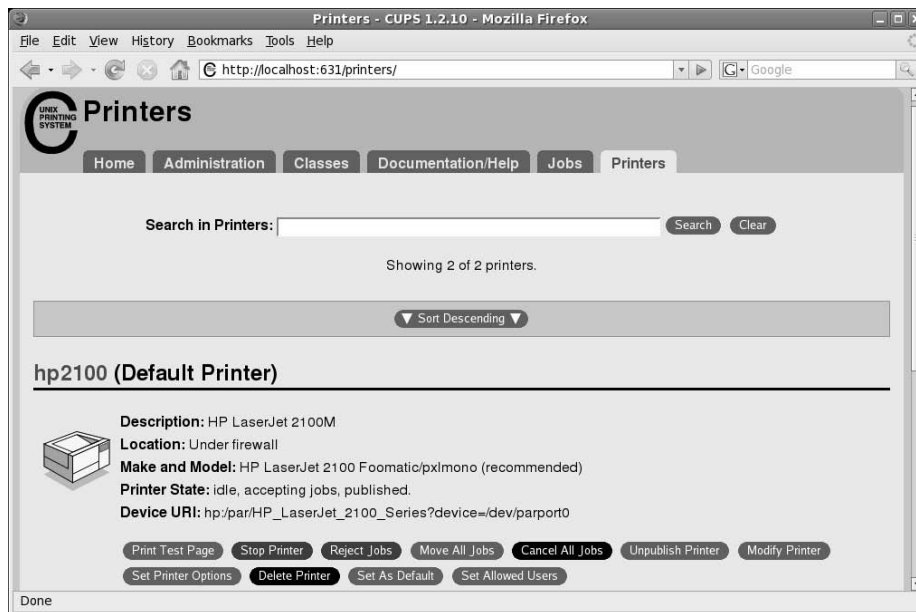 Printers - CUPS 1.2.10 - Mozilla Firefox
File Edit View History Bookmarks Tools Help
http://localhost:631/printers/ G Google
UNIX
PRINTING
SYSTEM
Printers
Home Administration Classes Documentation/Help Jobs Printers
Search in Printers: Search Clear
Showing 2 of 2 printers.
▼ Sort Descending ▼
hp2100 (Default Printer)
Description: HP LaserJet 2100M
Location: Under firewall
Make and Model: HP LaserJet 2100 Foomatic/pxlmono (recommended)
Printer State: idle, accepting jobs, published.
Device URI: hp:/par/HP_LaserJet_2100_Series?device=/dev/parport0
Print Test Page Stop Printer Reject Jobs Move All Jobs Cancel All Jobs Unpublish Printer Modify Printer
Set Printer Options Delete Printer Set As Default Set Allowed Users
Done